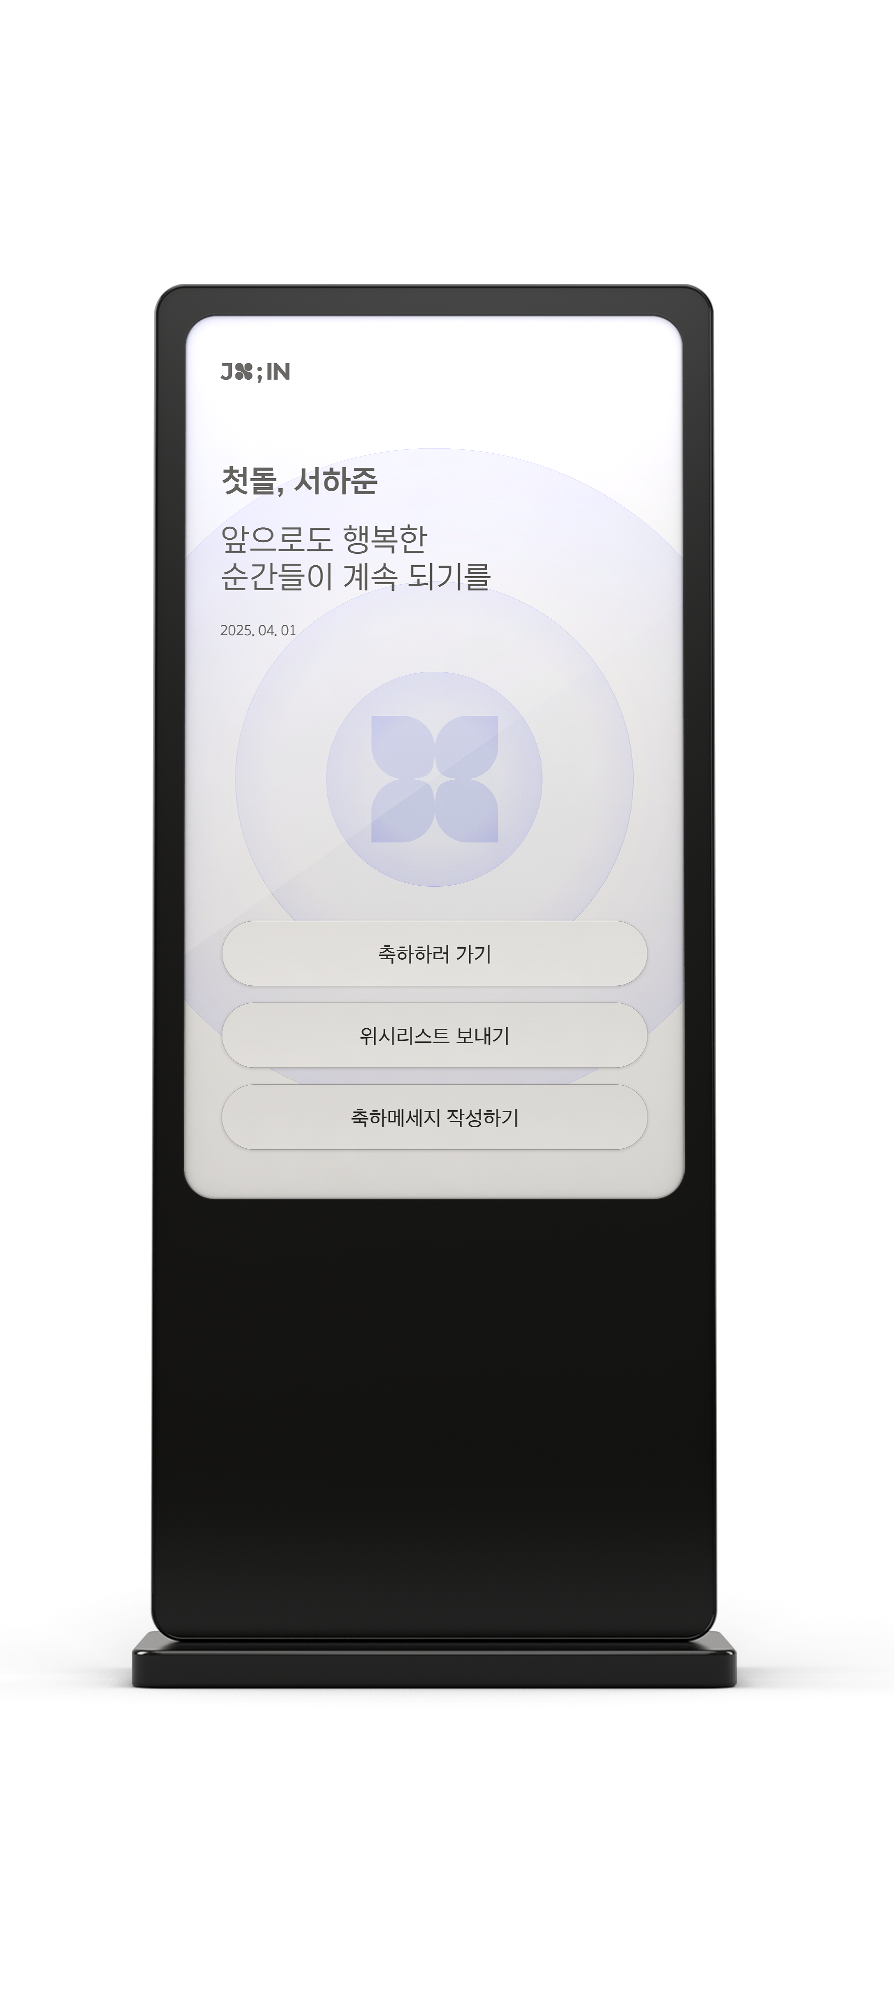 J;IN
첫돌, 서하준
앞으로도 행복한
순간들이 계속 되기를
2025. 04. 01
축하하러 가기
위시리스트 보내기
축하메세지 작성하기